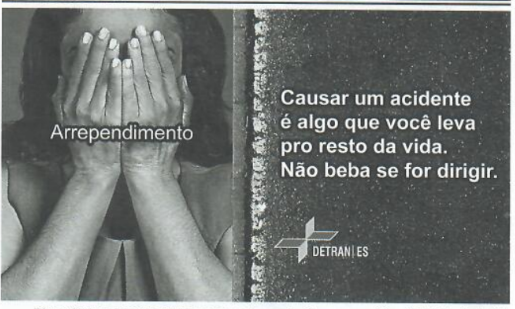 Arrependimento
Causar um acidente
é algo que você leva
pro resto da vida.
Não beba se for dirigir.
DETRAN|ES